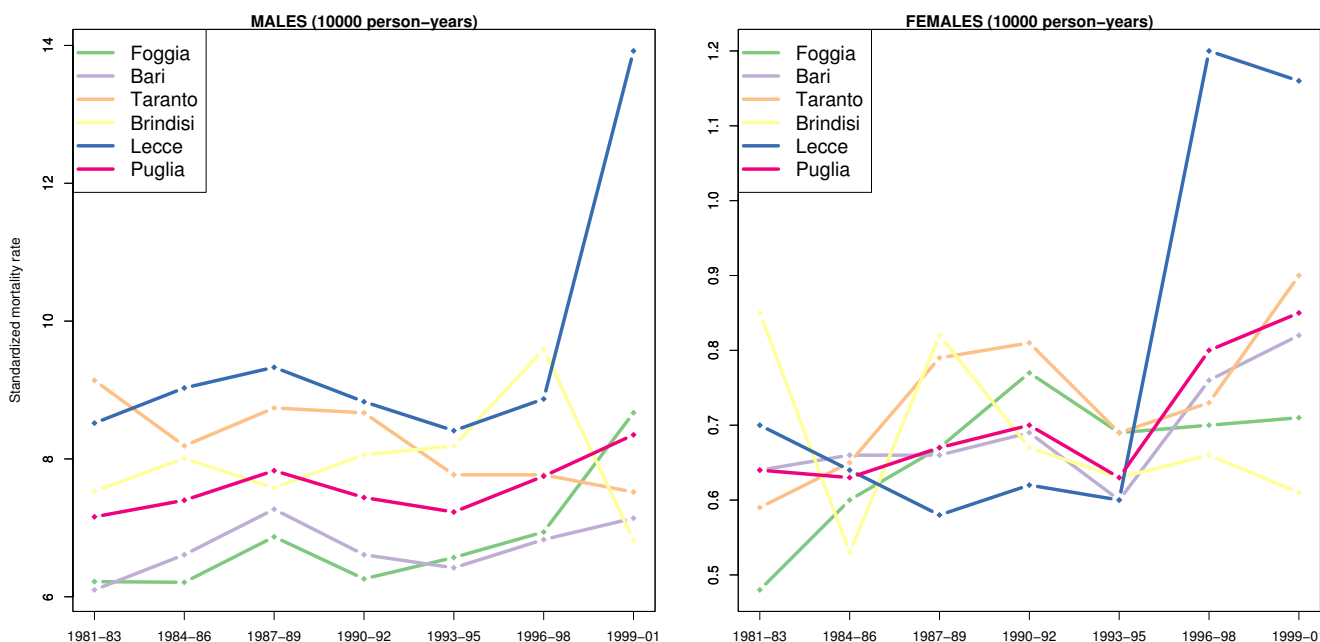 MALES (10000 person−years)
Foggia
Bari
Taranto
Brindisi
Lecce
Puglia
Standardized mortality rate
14
12
10
8
6
1981−83 1984−86 1987−89 1990−92 1993−95 1996−98 1999−01
FEMALES (10000 person−years)
Foggia
Bari
Taranto
Brindisi
Lecce
Puglia
1.2
1.1
1.0
0.9
0.8
0.7
0.6
0.5
1981−83 1984−86 1987−89 1990−92 1993−95 1996−98 1999−0